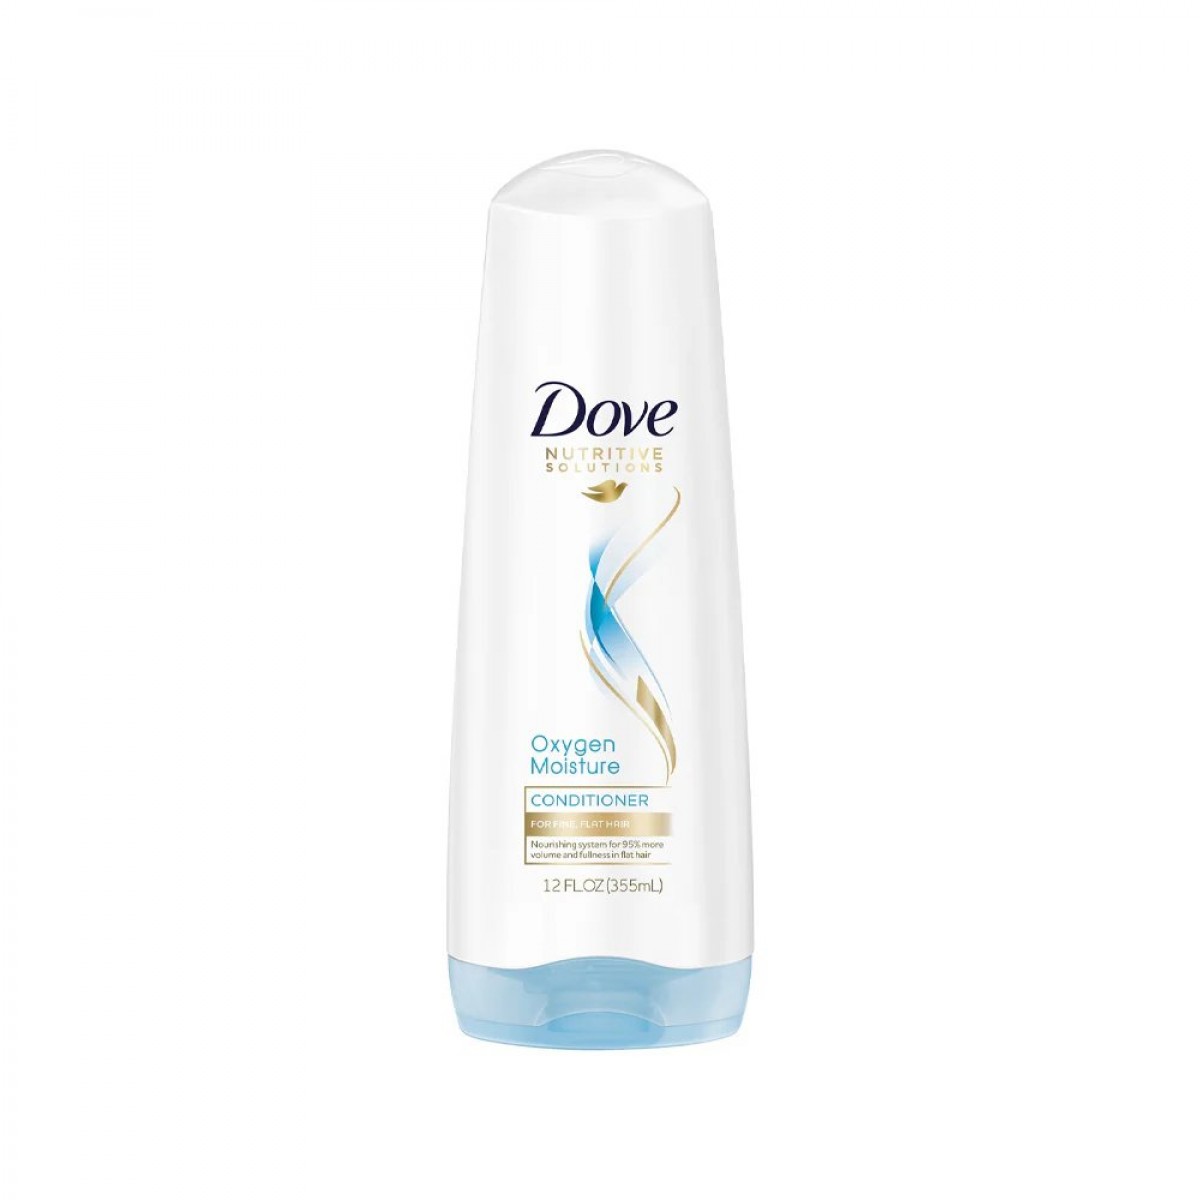 Dove
NUTRITIVE
SOLUTIONS
Oxygen
Moisture
CONDITIONER
FOR FINE, FLAT HAIR
Nourishing system for 95% more
volume and fullness in flat hair
12 FL OZ (355mL)